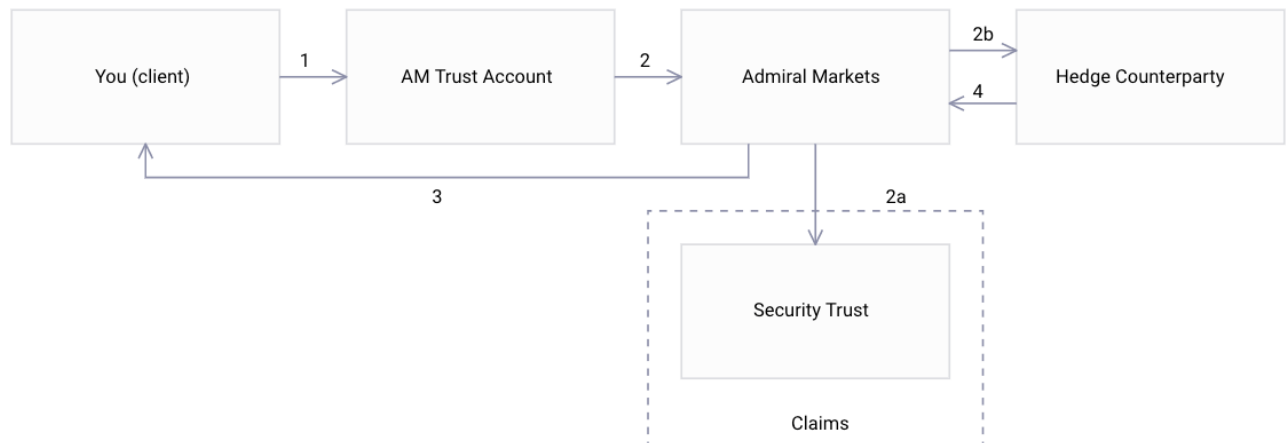 You (client)
1
AM Trust Account
2
Admiral Markets
2b
4
Hedge Counterparty
3
2a
Security Trust
Claims